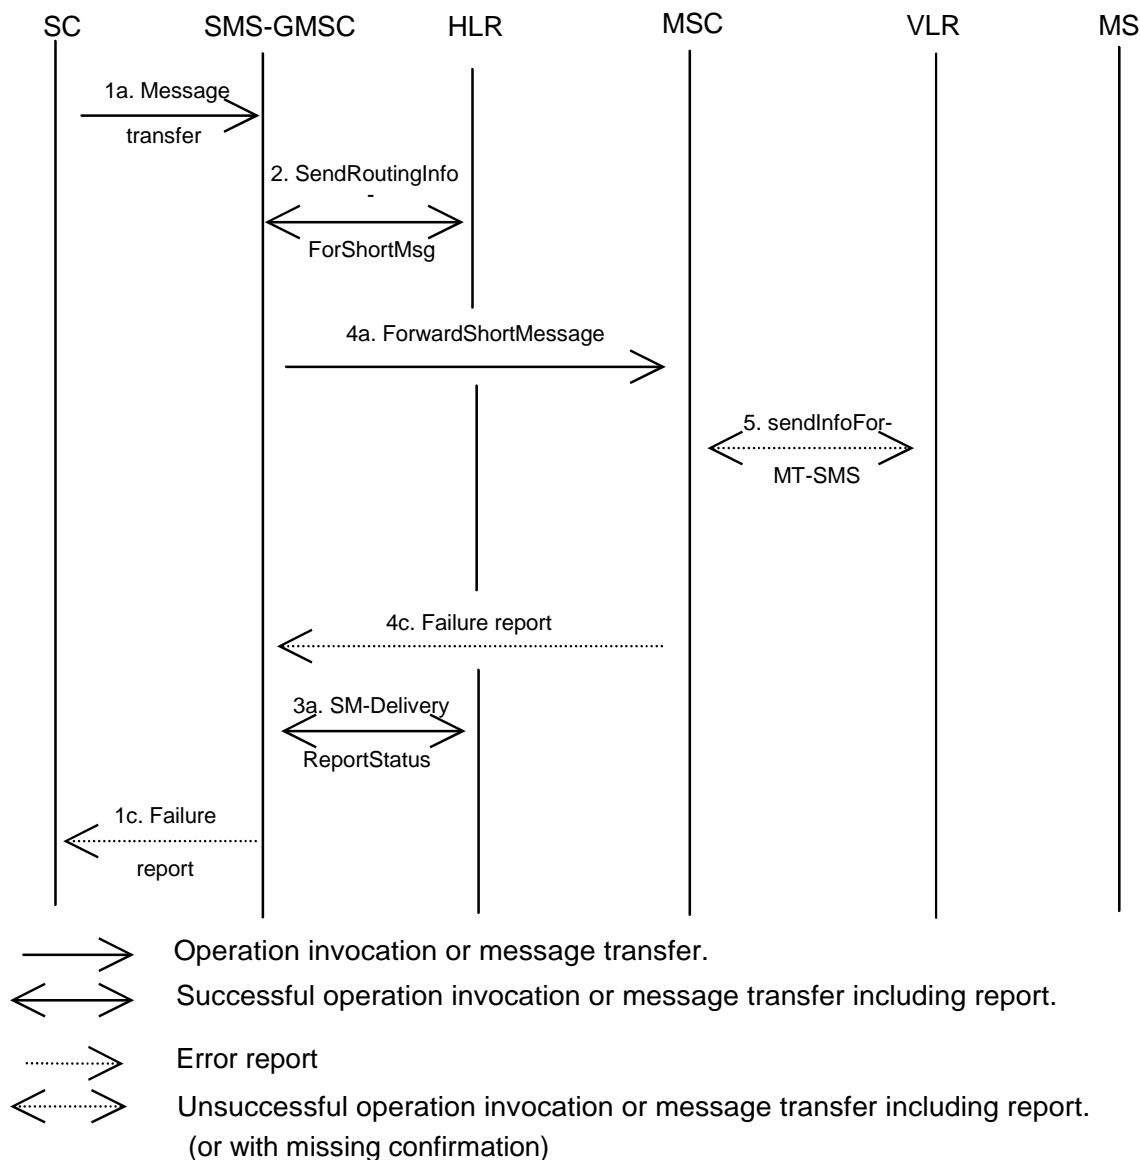 SC SMS-GMSC HLR MSC VLR MS
1a. Message
transfer
2. SendRoutingInfo
-
ForShortMsg
4a. ForwardShortMessage
5. sendInfoFor-
MT-SMS
4c. Failure report
3a. SM-Delivery
ReportStatus
1c. Failure
report
Operation invocation or message transfer.
Successful operation invocation or message transfer including report.
Error report
Unsuccessful operation invocation or message transfer including report.
(or with missing confirmation)